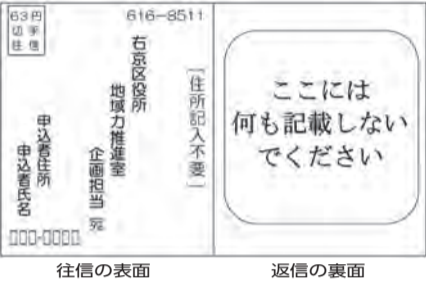 63円
切手
往信
616-8511
［住所記入不要］
右京区役所
地域力推進室
企画担当 宛
申込者住所
申込者氏名
□□□-□□□□
ここには
何も記載しない
でください
往信の表面
返信の裏面